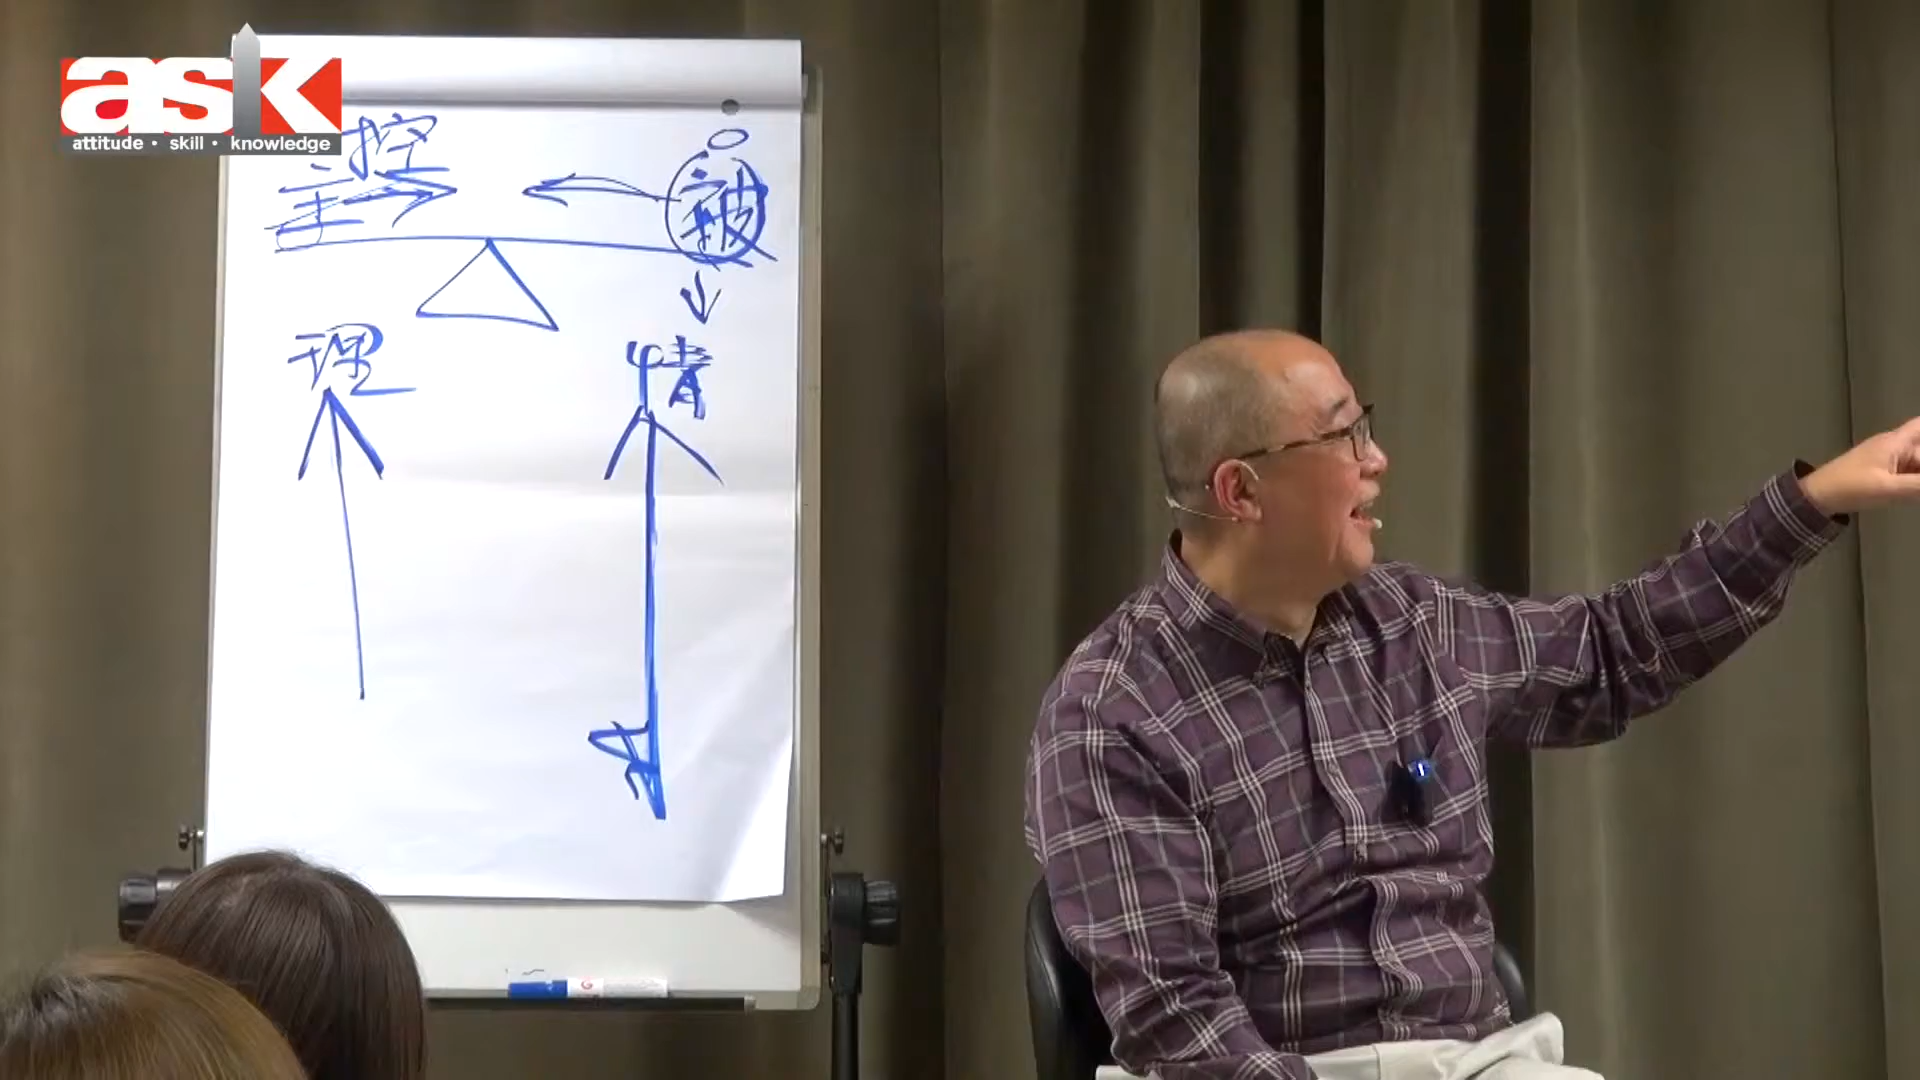 ask
attitude • skill • knowledge
控
主
被
理
情